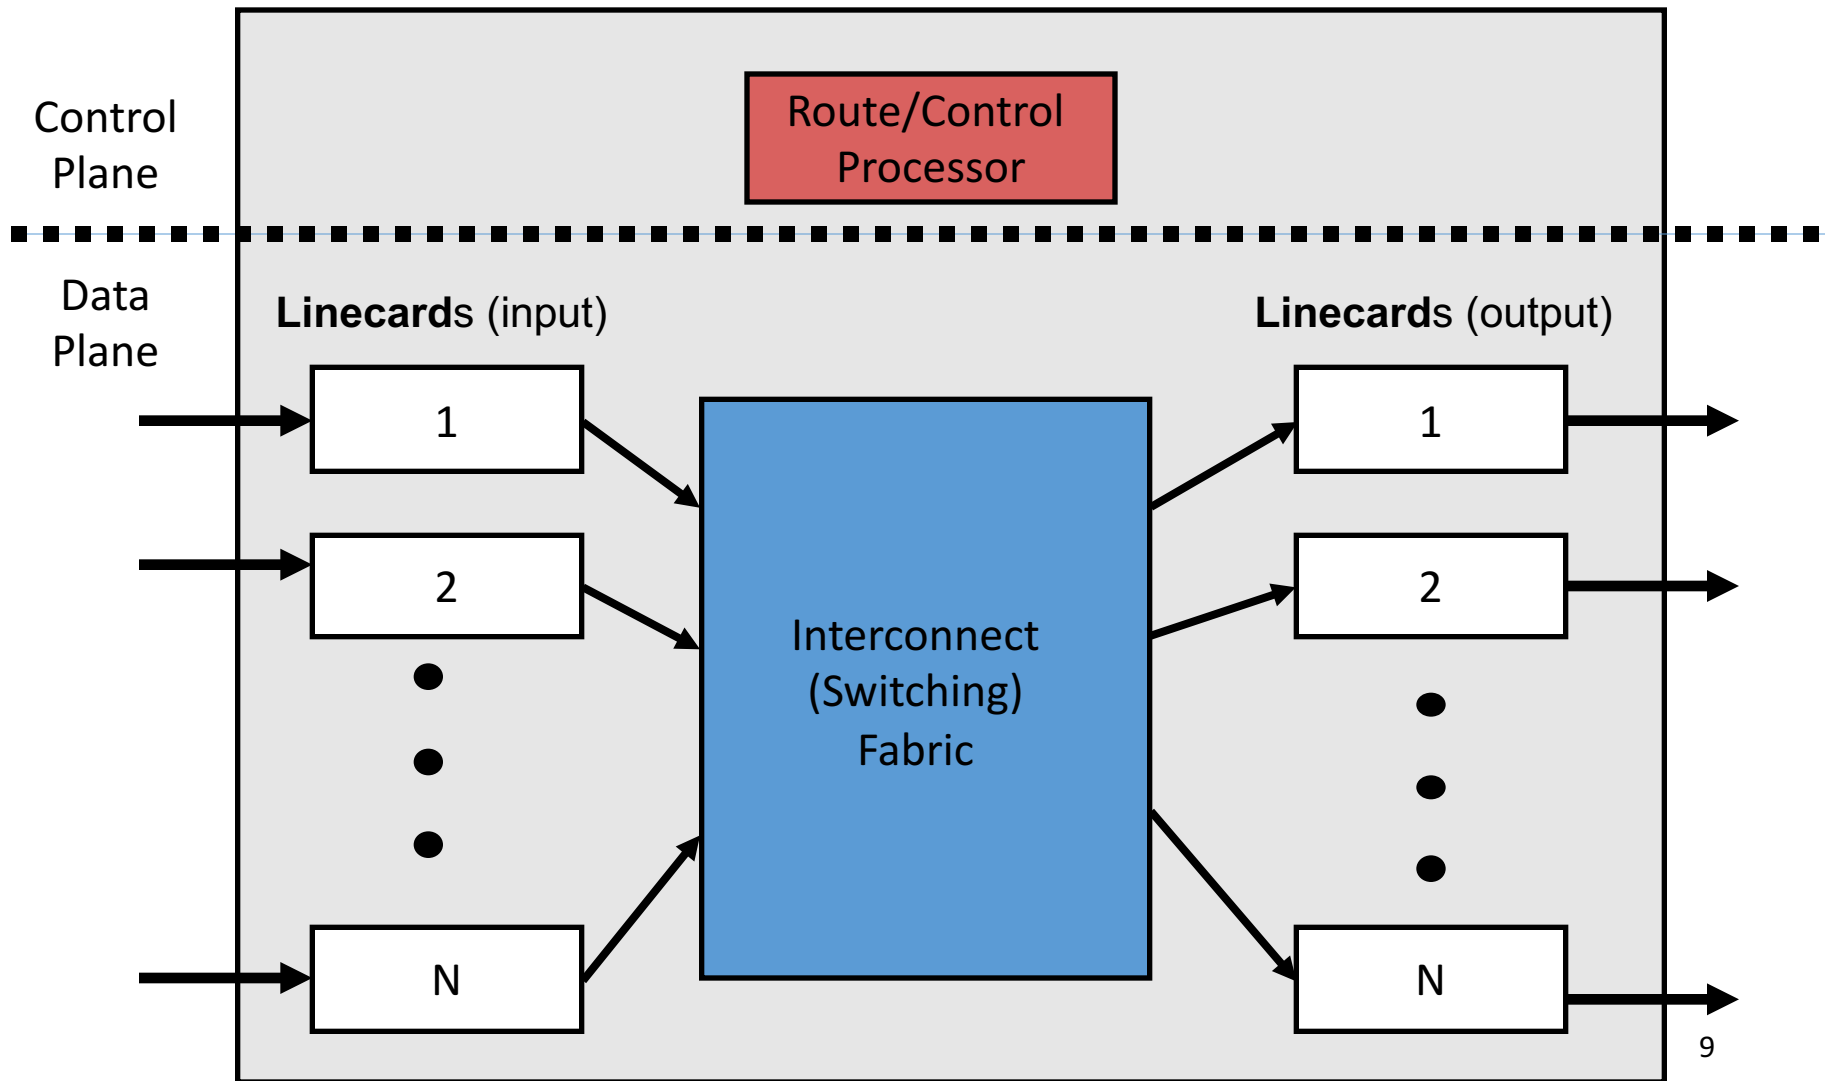 Control
Plane
Route/Control
Processor
Data
Plane
Linecards (input)
Linecards (output)
1
2
N
Interconnect
(Switching)
Fabric
1
2
N
9